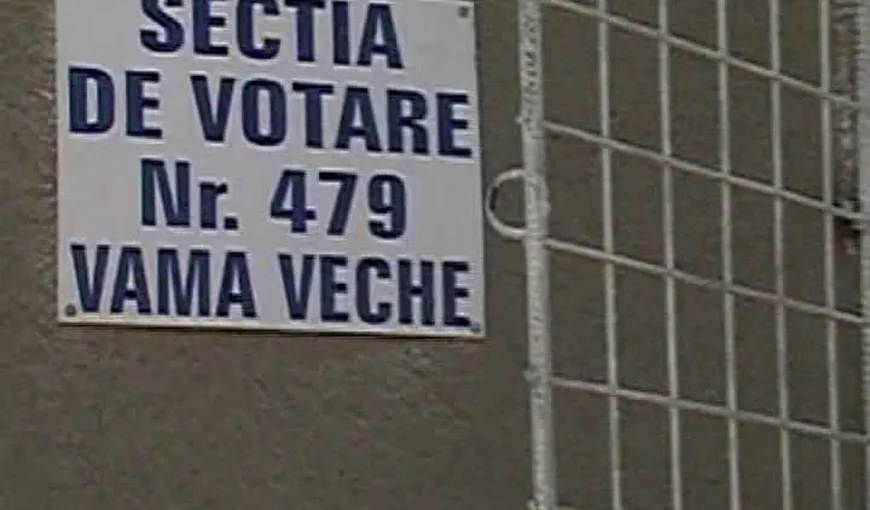 SECTIA
DE VOTARE
Nr. 479
VAMA VECHE